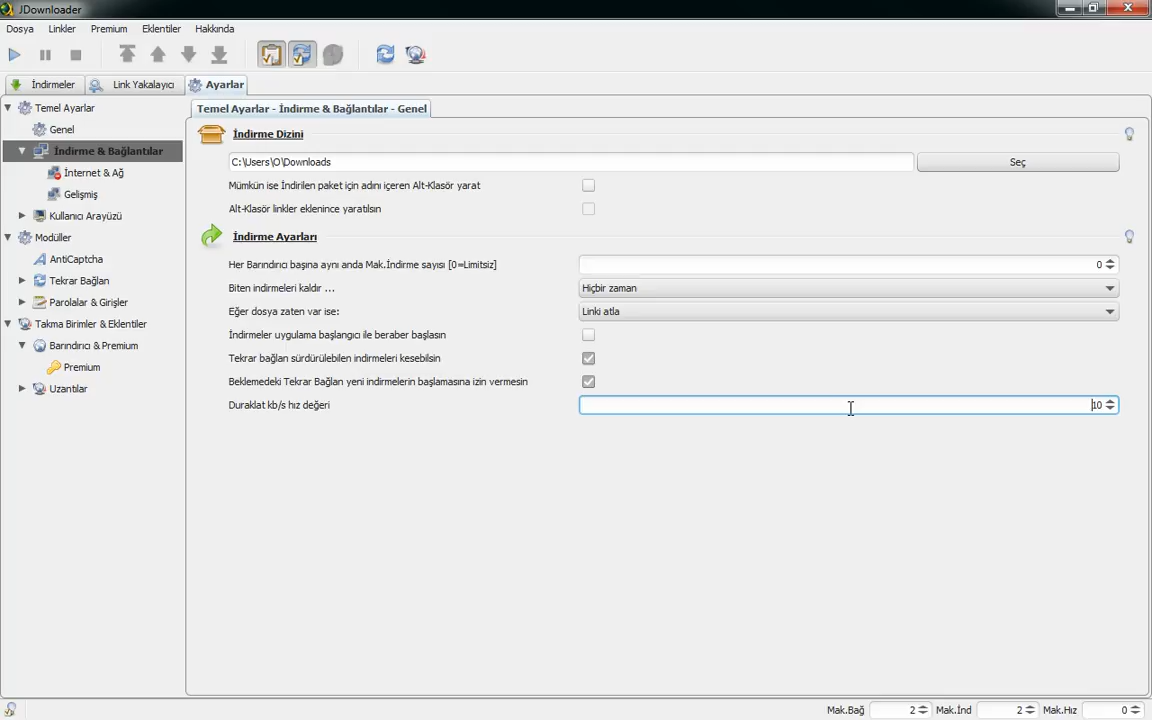 JDownloader
Dosya Linkler Premium Eklentiler Hakkında
İndirmeler Link Yakalayıcı Ayarlar
Temel Ayarlar
Genel
İndirme & Bağlantılar
İnternet & Ağ
Gelişmiş
Kullanıcı Arayüzü
Modüller
AntiCaptcha
Tekrar Bağlan
Parolalar & Girişler
Takma Birimler & Eklentiler
Barındırıcı & Premium
Premium
Uzantılar
Temel Ayarlar - İndirme & Bağlantılar - Genel
İndirme Dizini
C:\Users\O\Downloads Seç
Mümkün ise İndirilen paket için adını içeren Alt-Klasör yarat
Alt-Klasör linkler eklenince yaratılsın
İndirme Ayarları
Her Barındırıcı başına aynı anda Mak.İndirme sayısı [0=Limitsiz] 0
Biten indirmeleri kaldır ... Hiçbir zaman
Eğer dosya zaten var ise: Linki atla
İndirmeler uygulama başlangıcı ile beraber başlasın
Tekrar bağlan sürdürülebilen indirmeleri kesebilsin
Beklemedeki Tekrar Bağlan yeni indirmelerin başlamasına izin vermesin
Duraklat kb/s hız değeri 10
Mak.Bağ 2 Mak.İnd 2 Mak.Hız 0